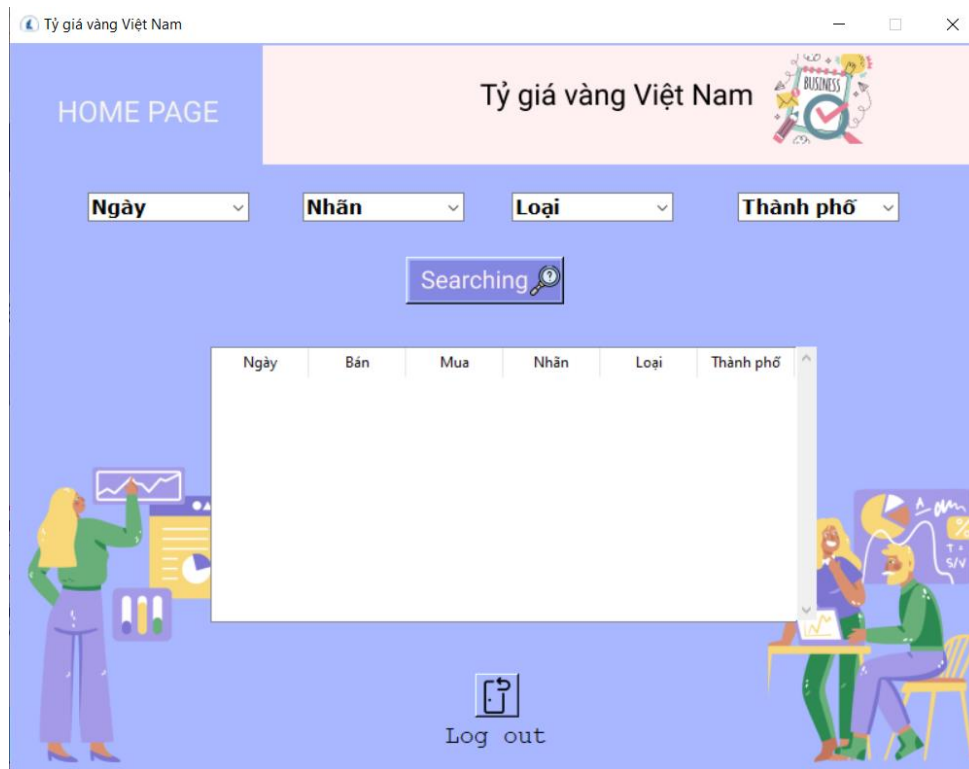 Tỷ giá vàng Việt Nam
HOME PAGE
Tỷ giá vàng Việt Nam
BUSINESS
Ngày Nhãn Loại Thành phố
Searching
Ngày Bán Mua Nhãn Loại Thành phố
%
S/V
Log out